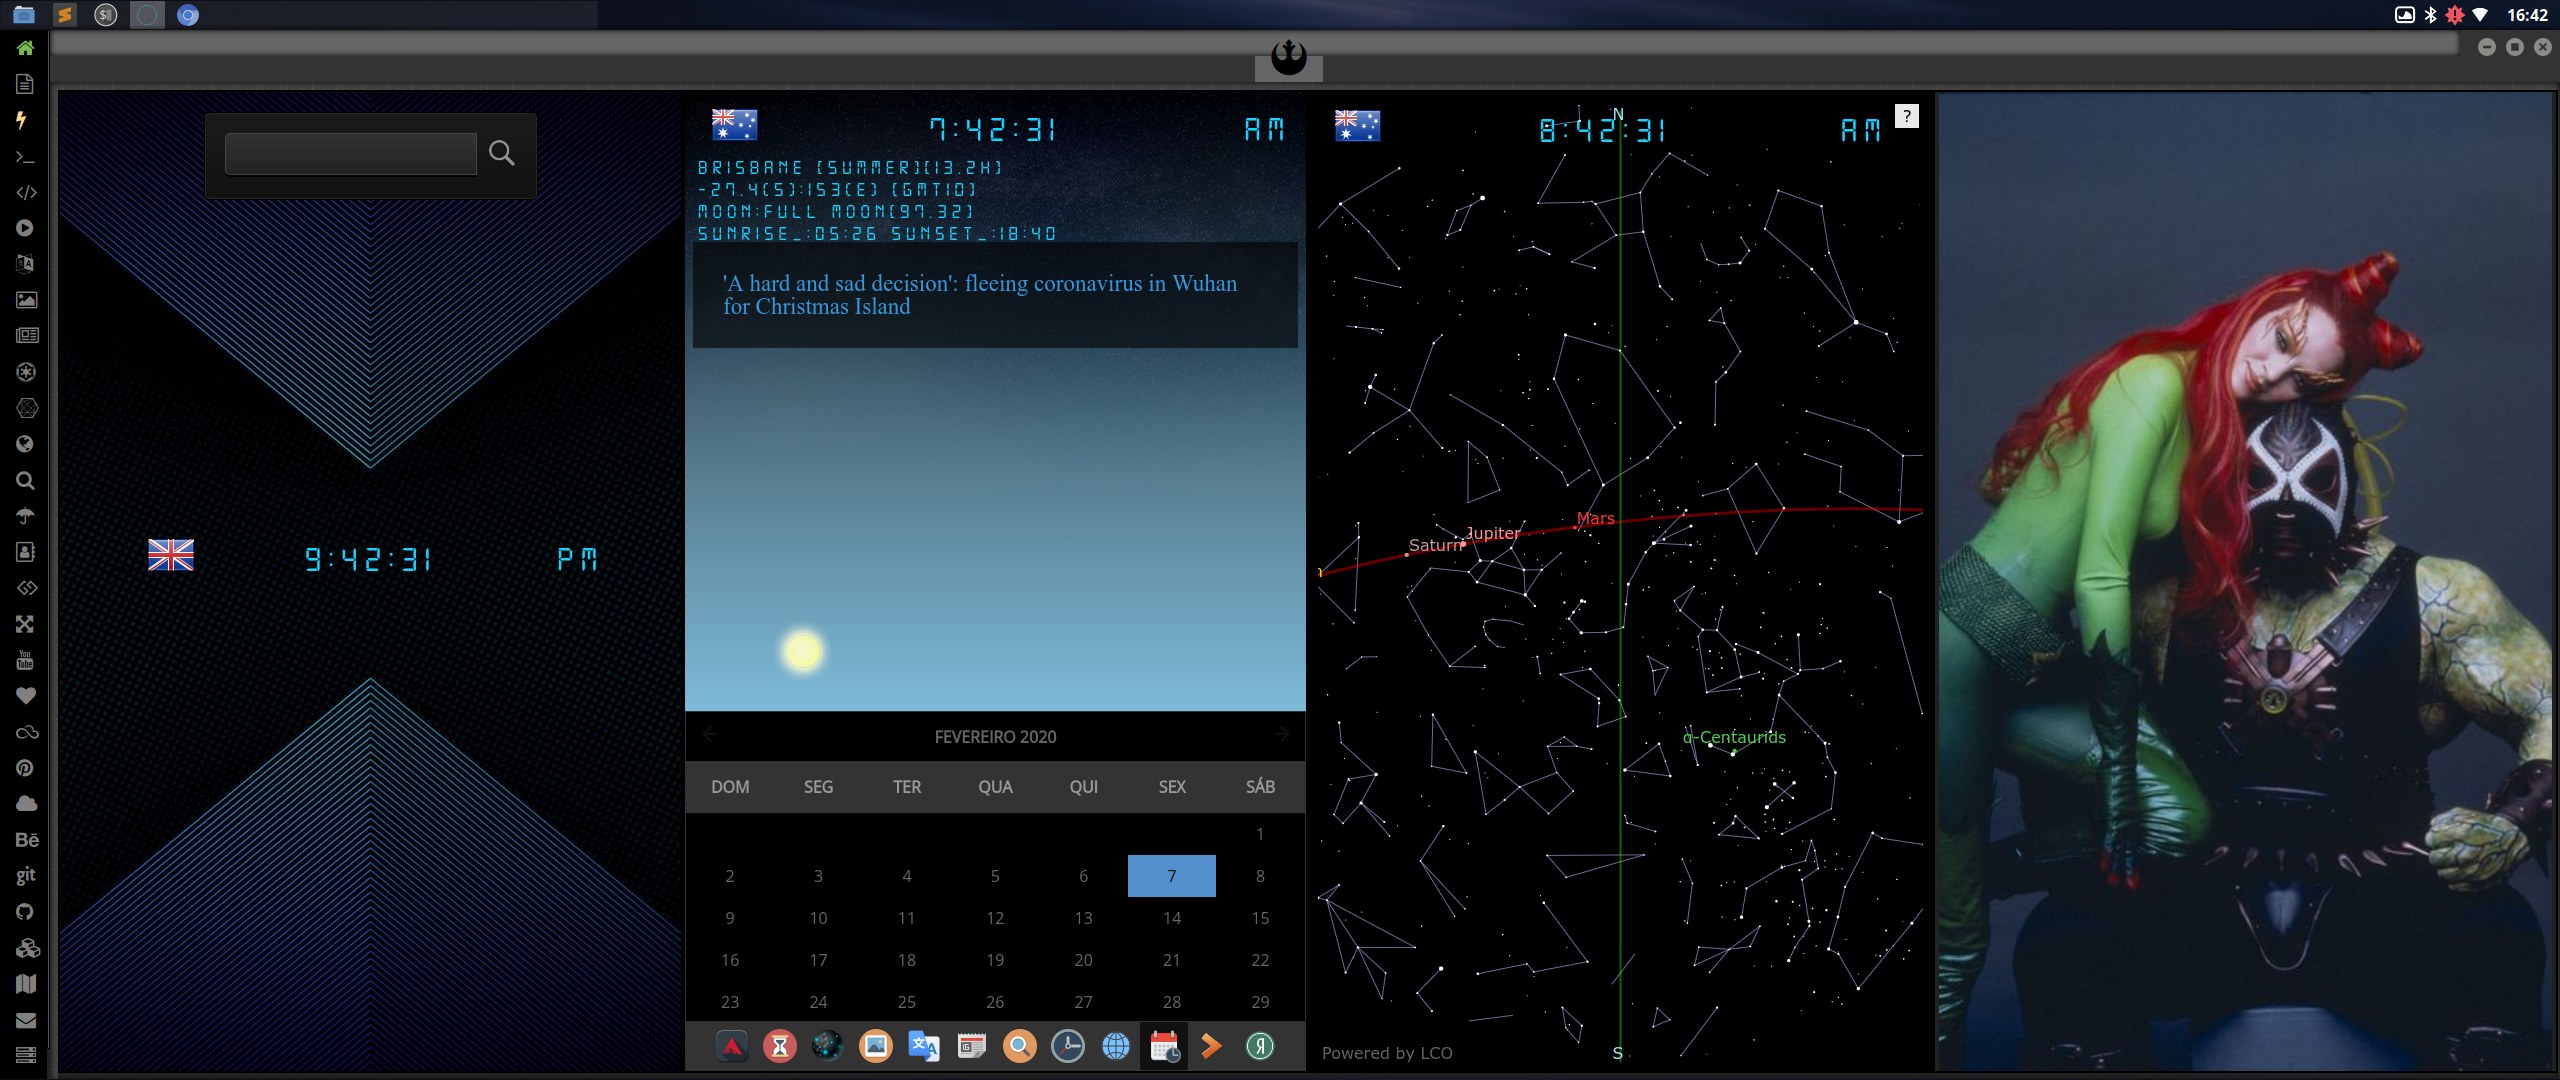 16:42
You
Tube
Bē
git
9:42:31 PM
7:42:31 AM
BRISBANE (SUMMER)(13.2H)
-27.4(S):153(E) (GMT10)
MOON:FULL MOON(97.32)
SUNRISE_:05:26 SUNSET_:18:40
'A hard and sad decision': fleeing coronavirus in Wuhan
for Christmas Island
FEVEREIRO 2020
DOM SEG TER QUA QUI SEX SÁB
1
2 3 4 5 6 7 8
9 10 11 12 13 14 15
16 17 18 19 20 21 22
23 24 25 26 27 28 29
N
8:42:31 AM
?
Mars
Jupiter
Saturn
α-Centaurids
Powered by LCO
S